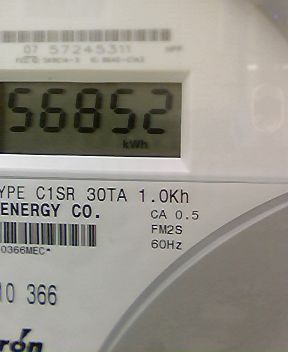 07 57245311
56852
kWh
YPE C1SR 30TA 1.0Kh
ENERGY CO.
CA 0.5
FM2S
60Hz
0366MEC*
10 366
rón